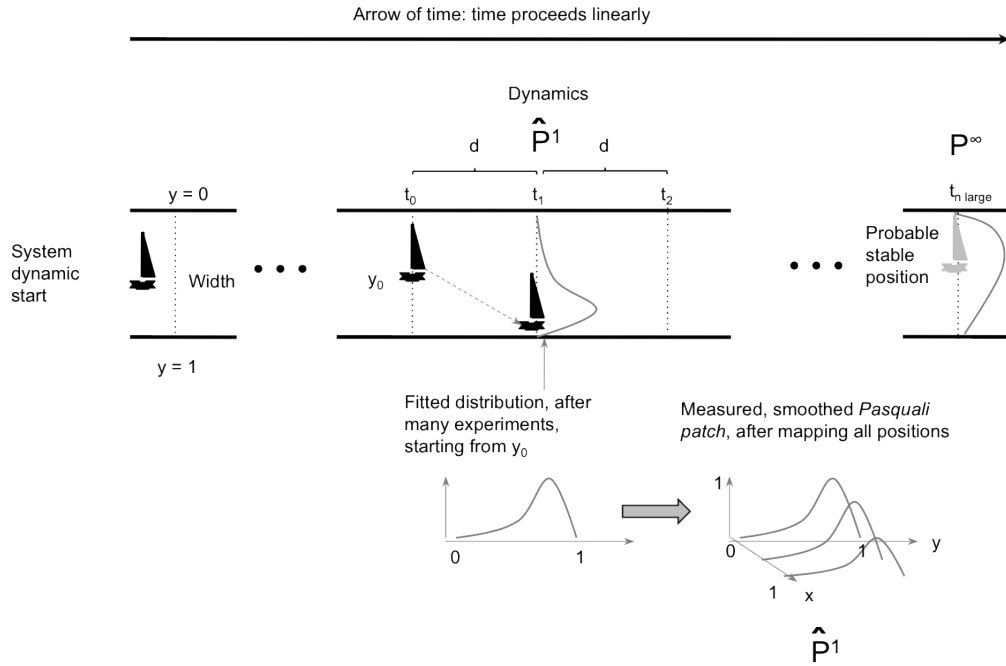 Arrow of time: time proceeds linearly
Dynamics
P̂¹
d
d
P∞
y = 0
t₀
t₁
t₂
tₙ ₗₐᵣgₑ
System
dynamic
start
Width
y₀
Probable
stable
position
y = 1
Fitted distribution, after
many experiments,
starting from y₀
Measured, smoothed Pasquali
patch, after mapping all positions
0
1
1
0
1
y
1
x
P̂¹